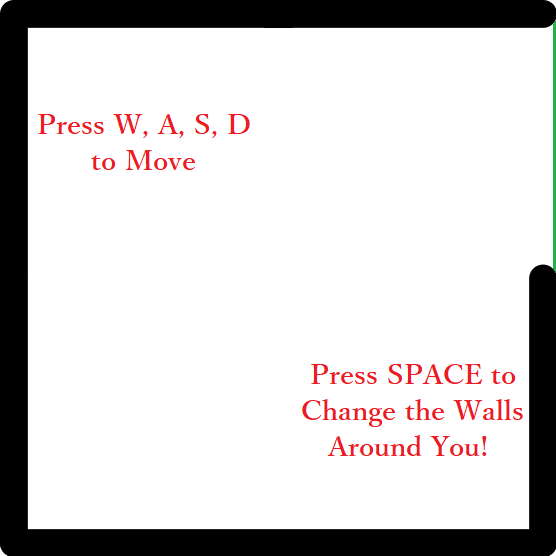 Press W, A, S, D
to Move
Press SPACE to
Change the Walls
Around You!